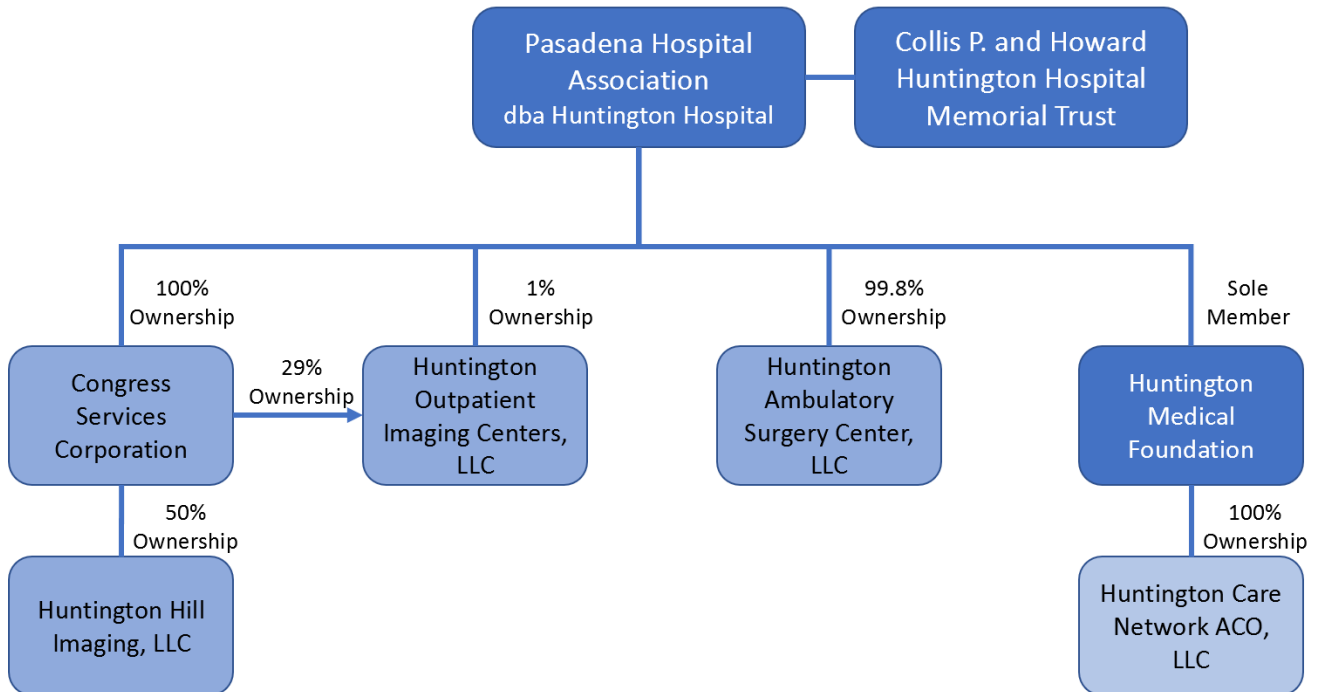 Pasadena Hospital
Association
dba Huntington Hospital
Collis P. and Howard
Huntington Hospital
Memorial Trust
100%
Ownership
1%
Ownership
99.8%
Ownership
Sole
Member
Congress
Services
Corporation
29%
Ownership
Huntington
Outpatient
Imaging Centers,
LLC
Huntington
Ambulatory
Surgery Center,
LLC
Huntington
Medical
Foundation
50%
Ownership
100%
Ownership
Huntington Hill
Imaging, LLC
Huntington Care
Network ACO,
LLC